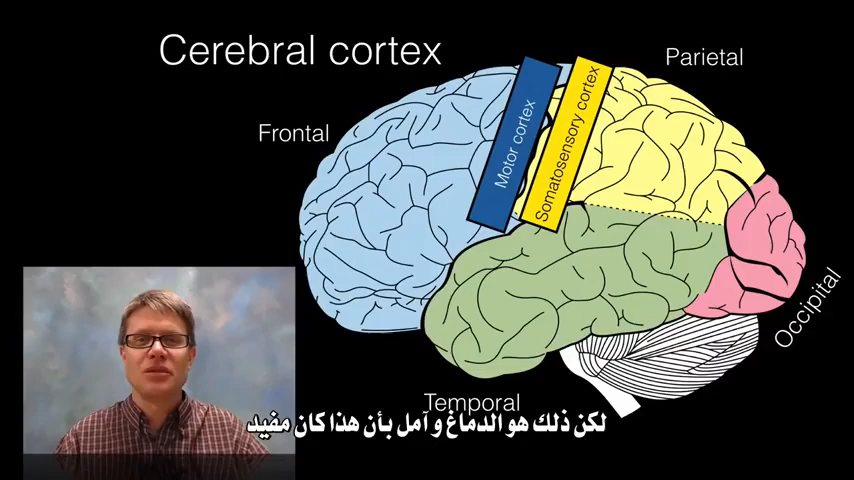 Cerebral cortex
Parietal
Frontal
Motor cortex
Somatosensory cortex
Occipital
Temporal
لكن ذلك هو الدماغ و آمل بأن هذا كان مفيد